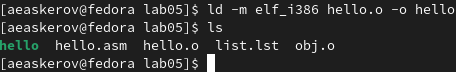 [aeaskerov@fedora lab05]$ ld -m elf_i386 hello.o -o hello
[aeaskerov@fedora lab05]$ ls
hello  hello.asm  hello.o  list.lst  obj.o
[aeaskerov@fedora lab05]$